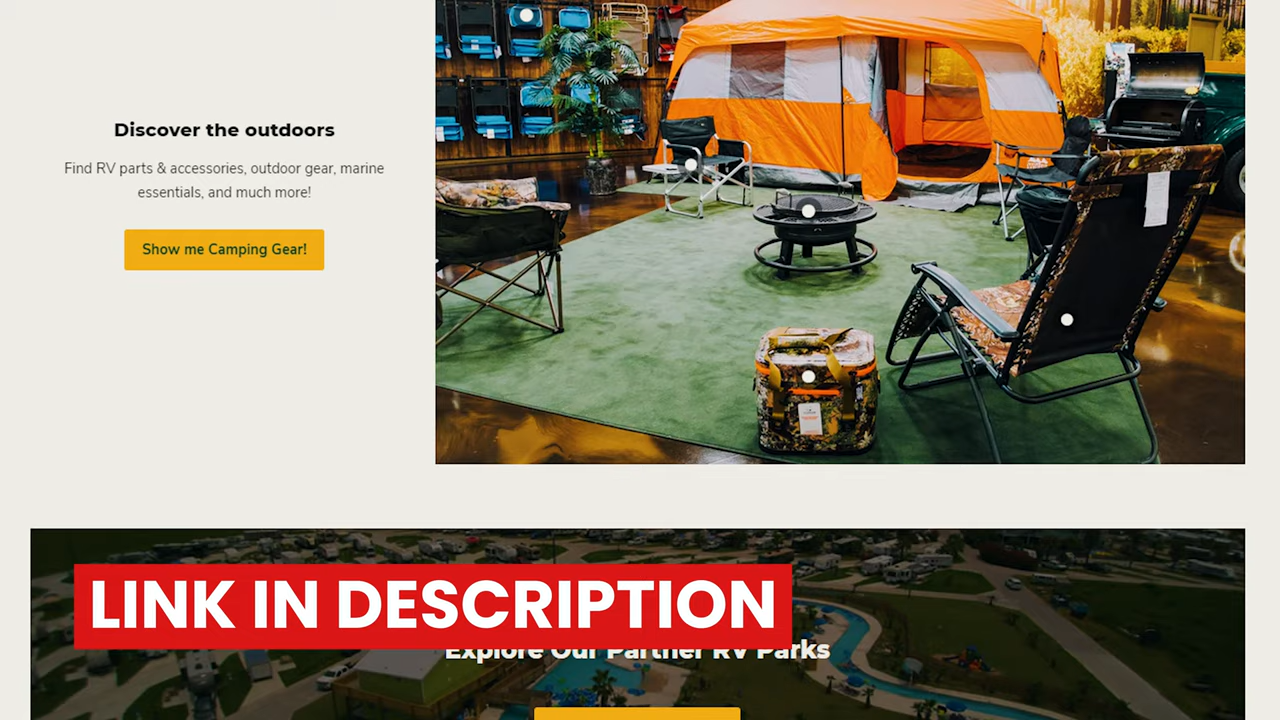 Discover the outdoors
Find RV parts & accessories, outdoor gear, marine
essentials, and much more!
Show me Camping Gear!
LINK IN DESCRIPTION
Explore Our Partner RV Parks